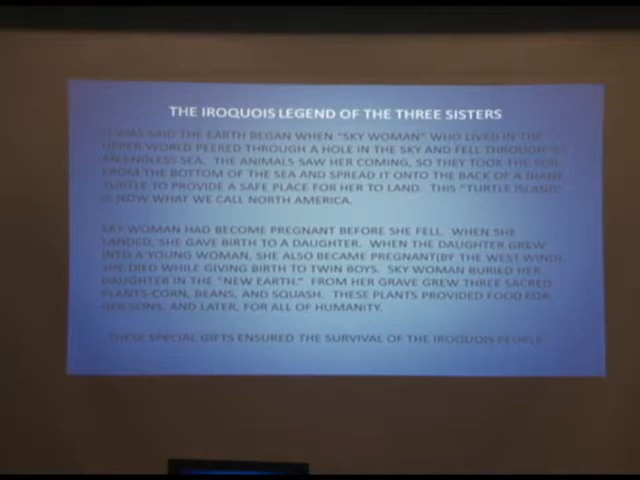 THE IROQUOIS LEGEND OF THE THREE SISTERS
IT WAS SAID THE EARTH BEGAN WHEN "SKY WOMAN" WHO LIVED IN THE
UPPER WORLD PEERED THROUGH A HOLE IN THE SKY AND FELL THROUGH TO
AN ENDLESS SEA. THE ANIMALS SAW HER COMING, SO THEY TOOK THE SOIL
FROM THE BOTTOM OF THE SEA AND SPREAD IT ONTO THE BACK OF A GIANT
TURTLE TO PROVIDE A SAFE PLACE FOR HER TO LAND. THIS "TURTLE ISLAND"
IS NOW WHAT WE CALL NORTH AMERICA.
SKY WOMAN HAD BECOME PREGNANT BEFORE SHE FELL. WHEN SHE
LANDED, SHE GAVE BIRTH TO A DAUGHTER. WHEN THE DAUGHTER GREW
INTO A YOUNG WOMAN, SHE ALSO BECAME PREGNANT(BY THE WEST WIND)
SHE DIED WHILE GIVING BIRTH TO TWIN BOYS. SKY WOMAN BURIED HER
DAUGHTER IN THE "NEW EARTH." FROM HER GRAVE GREW THREE SACRED
PLANTS-CORN, BEANS, AND SQUASH. THESE PLANTS PROVIDED FOOD FOR
HER SONS, AND LATER, FOR ALL OF HUMANITY.
THESE SPECIAL GIFTS ENSURED THE SURVIVAL OF THE IROQUOIS PEOPLE